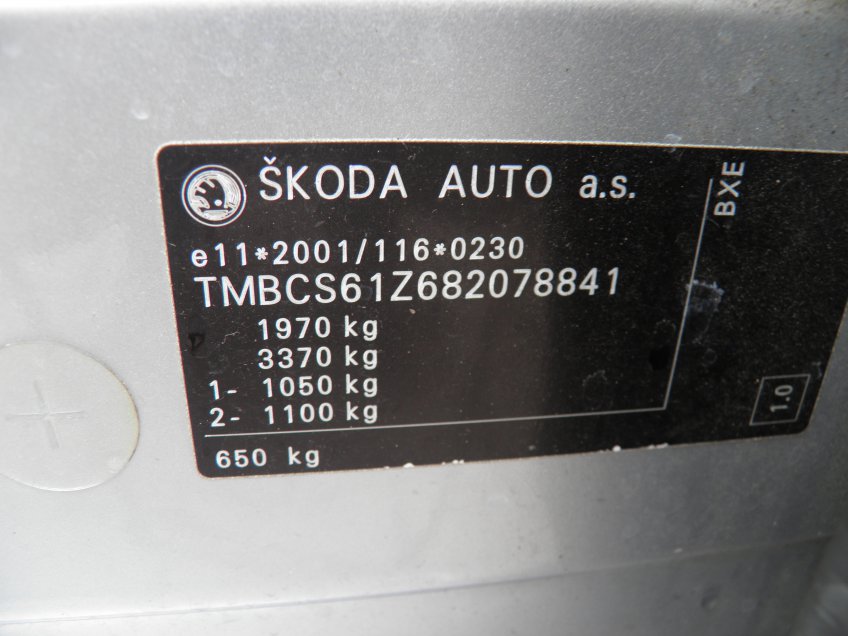 ŠKODA AUTO a.s.
e11*2001/116*0230
TMBCS61Z682078841
1970 kg
3370 kg
1- 1050 kg
2- 1100 kg
650 kg
BXE
1.0